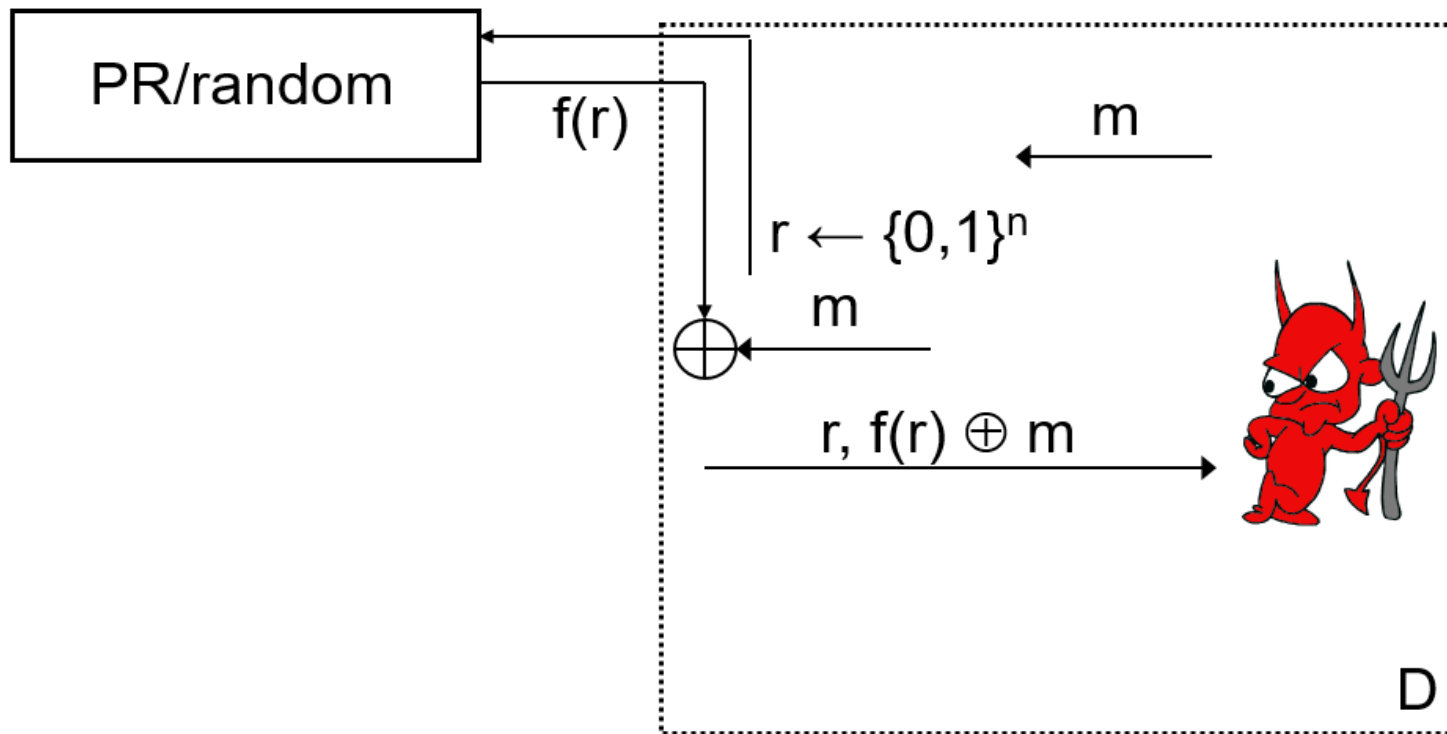 PR/random
f(r)
m
r ← {0,1}ⁿ
m
r, f(r) ⊕ m
D